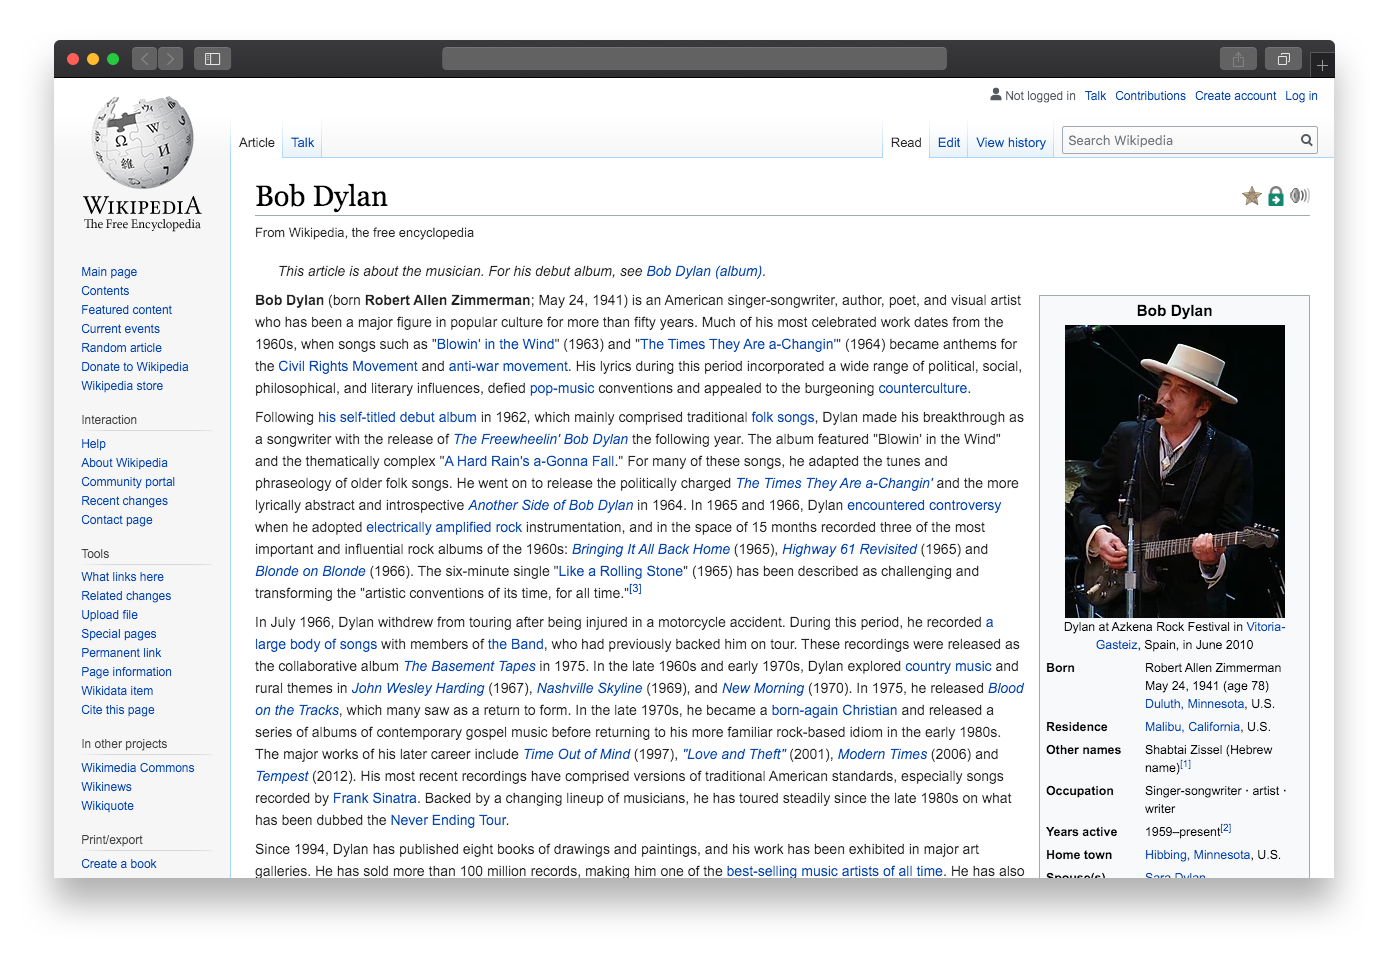 Not logged in Talk Contributions Create account Log in
Article Talk
Read Edit View history
Search Wikipedia
WIKIPEDIA
The Free Encyclopedia
Main page
Contents
Featured content
Current events
Random article
Donate to Wikipedia
Wikipedia store
Interaction
Help
About Wikipedia
Community portal
Recent changes
Contact page
Tools
What links here
Related changes
Upload file
Special pages
Permanent link
Page information
Wikidata item
Cite this page
In other projects
Wikimedia Commons
Wikinews
Wikiquote
Print/export
Create a book
Bob Dylan
From Wikipedia, the free encyclopedia
This article is about the musician. For his debut album, see Bob Dylan (album).
Bob Dylan (born Robert Allen Zimmerman; May 24, 1941) is an American singer-songwriter, author, poet, and visual artist
who has been a major figure in popular culture for more than fifty years. Much of his most celebrated work dates from the
1960s, when songs such as "Blowin' in the Wind" (1963) and "The Times They Are a-Changin'" (1964) became anthems for
the Civil Rights Movement and anti-war movement. His lyrics during this period incorporated a wide range of political, social,
philosophical, and literary influences, defied pop-music conventions and appealed to the burgeoning counterculture.
Following his self-titled debut album in 1962, which mainly comprised traditional folk songs, Dylan made his breakthrough as
a songwriter with the release of The Freewheelin' Bob Dylan the following year. The album featured "Blowin' in the Wind"
and the thematically complex "A Hard Rain's a-Gonna Fall." For many of these songs, he adapted the tunes and
phraseology of older folk songs. He went on to release the politically charged The Times They Are a-Changin' and the more
lyrically abstract and introspective Another Side of Bob Dylan in 1964. In 1965 and 1966, Dylan encountered controversy
when he adopted electrically amplified rock instrumentation, and in the space of 15 months recorded three of the most
important and influential rock albums of the 1960s: Bringing It All Back Home (1965), Highway 61 Revisited (1965) and
Blonde on Blonde (1966). The six-minute single "Like a Rolling Stone" (1965) has been described as challenging and
transforming the "artistic conventions of its time, for all time."[3]
In July 1966, Dylan withdrew from touring after being injured in a motorcycle accident. During this period, he recorded a
large body of songs with members of the Band, who had previously backed him on tour. These recordings were released as
the collaborative album The Basement Tapes in 1975. In the late 1960s and early 1970s, Dylan explored country music and
rural themes in John Wesley Harding (1967), Nashville Skyline (1969), and New Morning (1970). In 1975, he released Blood
on the Tracks, which many saw as a return to form. In the late 1970s, he became a born-again Christian and released a
series of albums of contemporary gospel music before returning to his more familiar rock-based idiom in the early 1980s.
The major works of his later career include Time Out of Mind (1997), "Love and Theft" (2001), Modern Times (2006) and
Tempest (2012). His most recent recordings have comprised versions of traditional American standards, especially songs
recorded by Frank Sinatra. Backed by a changing lineup of musicians, he has toured steadily since the late 1980s on what
has been dubbed the Never Ending Tour.
Since 1994, Dylan has published eight books of drawings and paintings, and his work has been exhibited in major art
galleries. He has sold more than 100 million records, making him one of the best-selling music artists of all time. He has also
Bob Dylan
Dylan at Azkena Rock Festival in Vitoria-
Gasteiz, Spain, in June 2010
Born Robert Allen Zimmerman
May 24, 1941 (age 78)
Duluth, Minnesota, U.S.
Residence Malibu, California, U.S.
Other names Shabtai Zissel (Hebrew
name)[1]
Occupation Singer-songwriter · artist ·
writer
Years active 1959–present[2]
Home town Hibbing, Minnesota, U.S.
Spouse(s) Sara Dylan